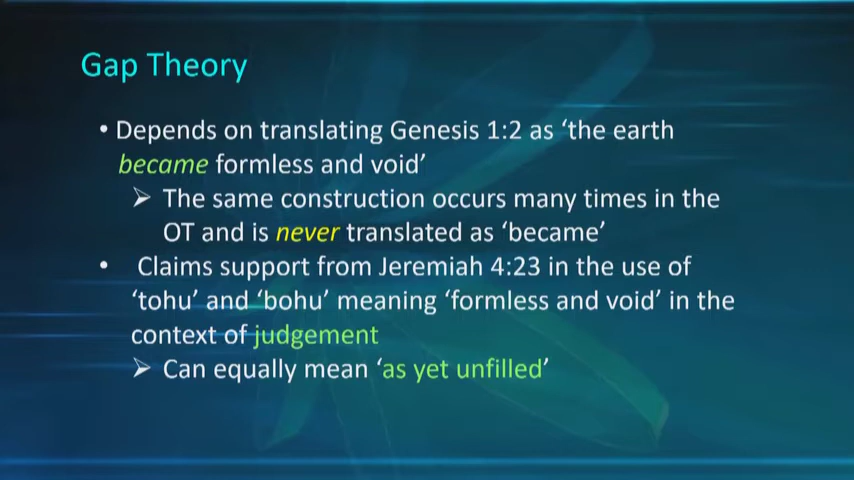 Gap Theory
• Depends on translating Genesis 1:2 as ‘the earth
became formless and void’
➢ The same construction occurs many times in the
OT and is never translated as ‘became’
• Claims support from Jeremiah 4:23 in the use of
‘tohu’ and ‘bohu’ meaning ‘formless and void’ in the
context of judgement
➢ Can equally mean ‘as yet unfilled’